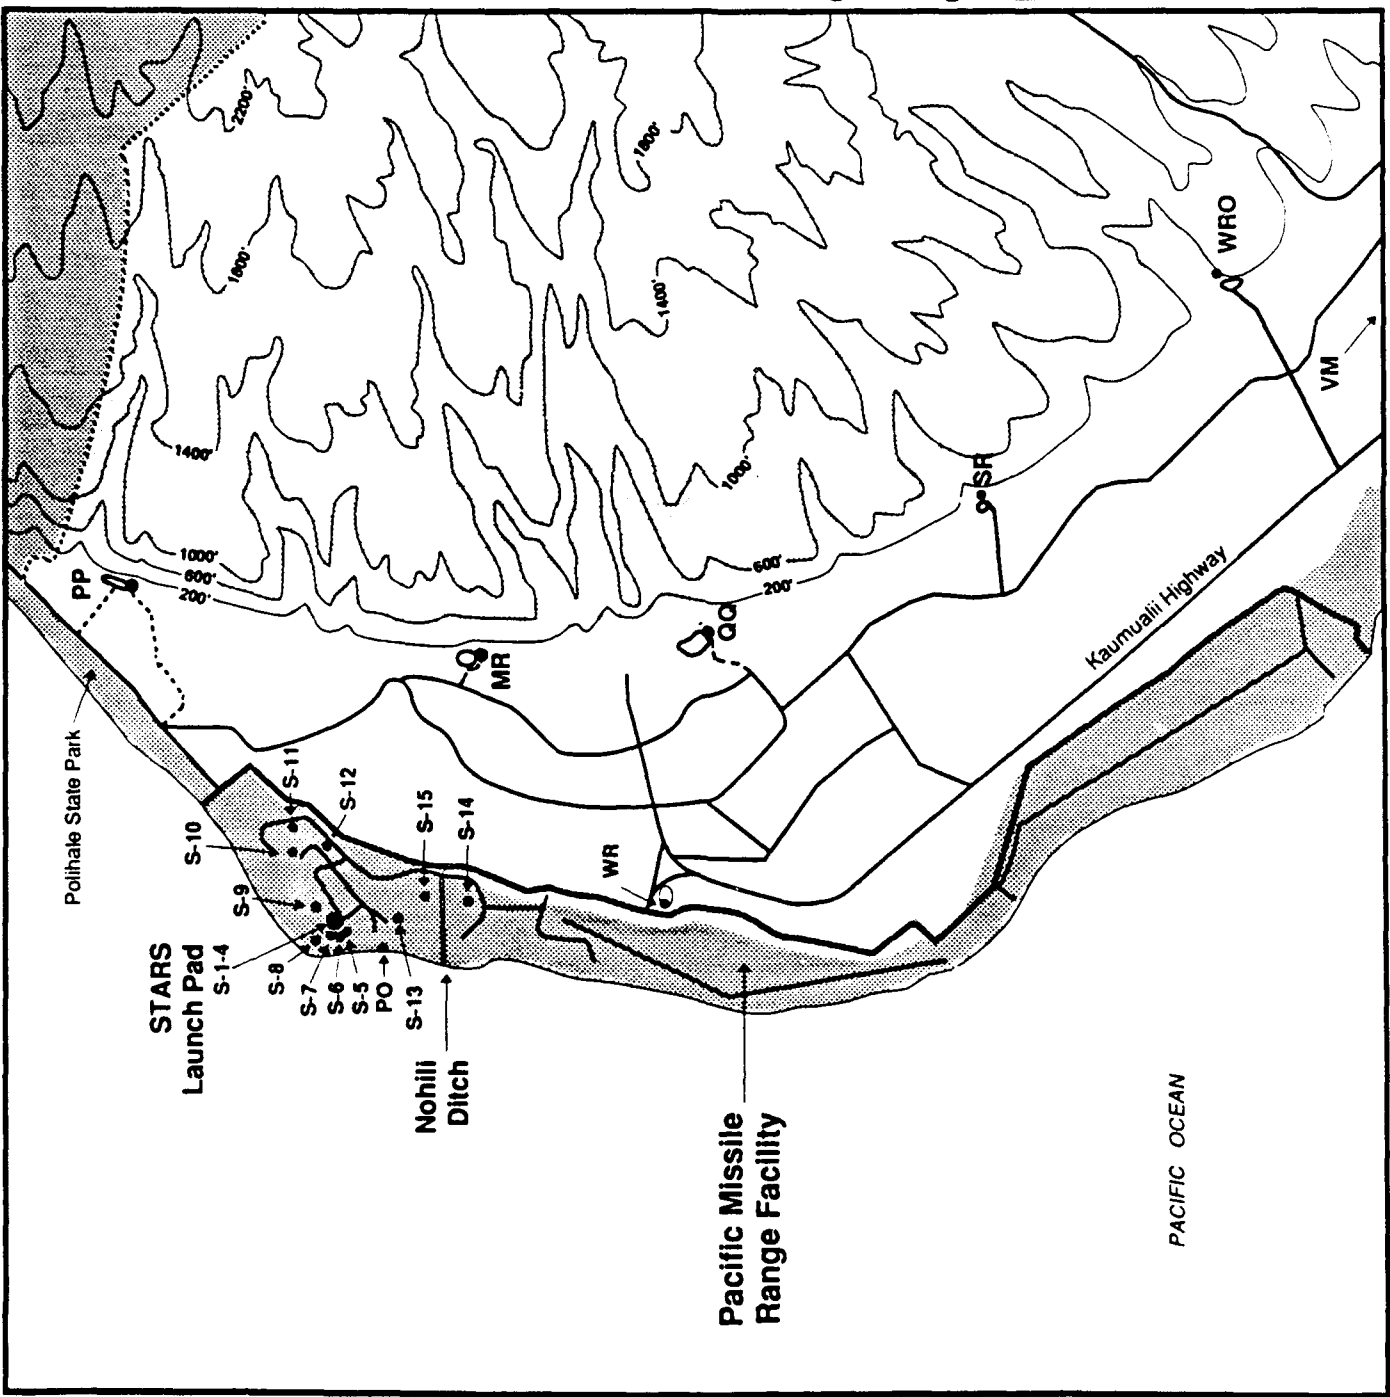 2200'
1800'
1800'
1400'
1400'
1000'
1000'
600'
600'
200'
200'
PP
MR
QQ
SR
WRO
VM
WR
Polihale State Park
Kaumualii Highway
S-11
S-12
S-10
S-15
S-14
S-9
STARS
Launch Pad
S-1-4
S-8
S-7
S-6
S-5
PO
S-13
Nohili
Ditch
Pacific Missile
Range Facility
PACIFIC OCEAN